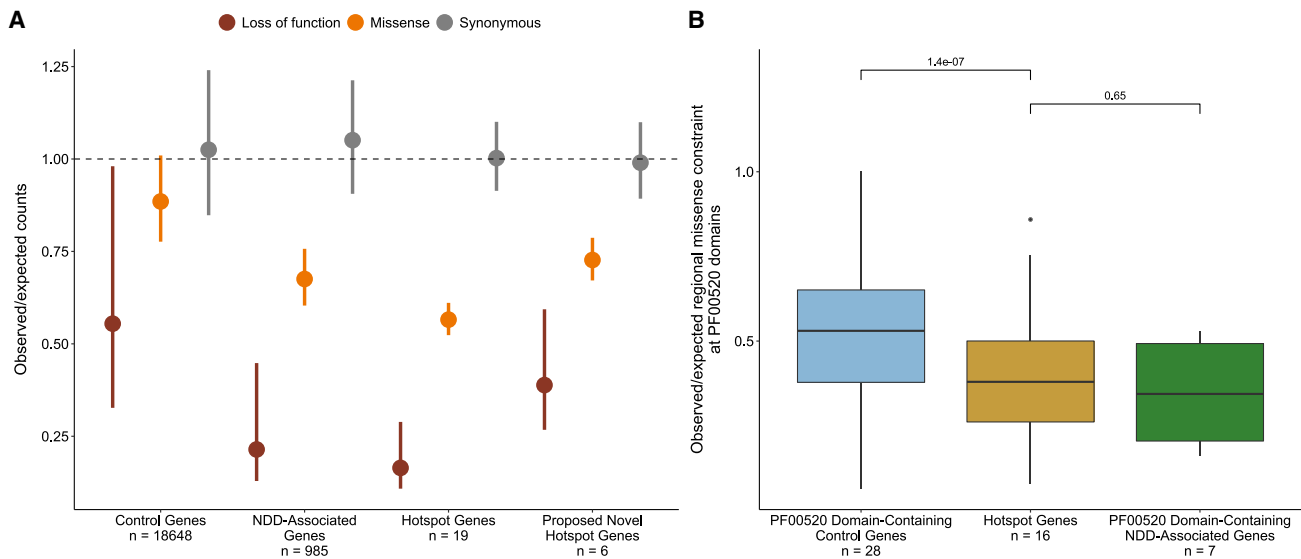 A
Loss of function Missense Synonymous
Observed/expected counts
1.25
1.00
0.75
0.50
0.25
Control Genes
n = 18648
NDD-Associated
Genes
n = 985
Hotspot Genes
n = 19
Proposed Novel
Hotspot Genes
n = 6
B
Observed/expected regional missense constraint
at PF00520 domains
1.0
0.5
1.4e-07
0.65
PF00520 Domain-Containing
Control Genes
n = 28
Hotspot Genes
n = 16
PF00520 Domain-Containing
NDD-Associated Genes
n = 7